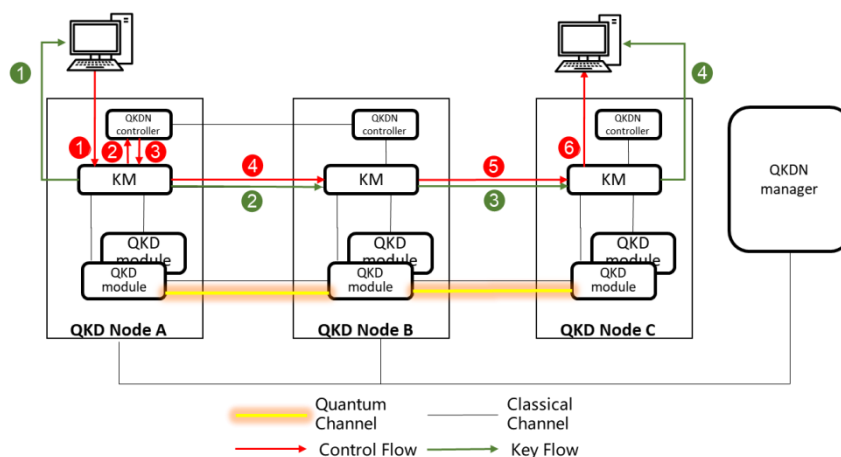 1
4
QKDN
controller
QKDN
controller
QKDN
controller
1
2
3
6
4
5
KM
KM
KM
2
3
QKDN
manager
QKD
module
QKD
module
QKD
module
QKD
module
QKD
module
QKD
module
QKD Node A
QKD Node B
QKD Node C
Quantum
Channel
Classical
Channel
Control Flow
Key Flow